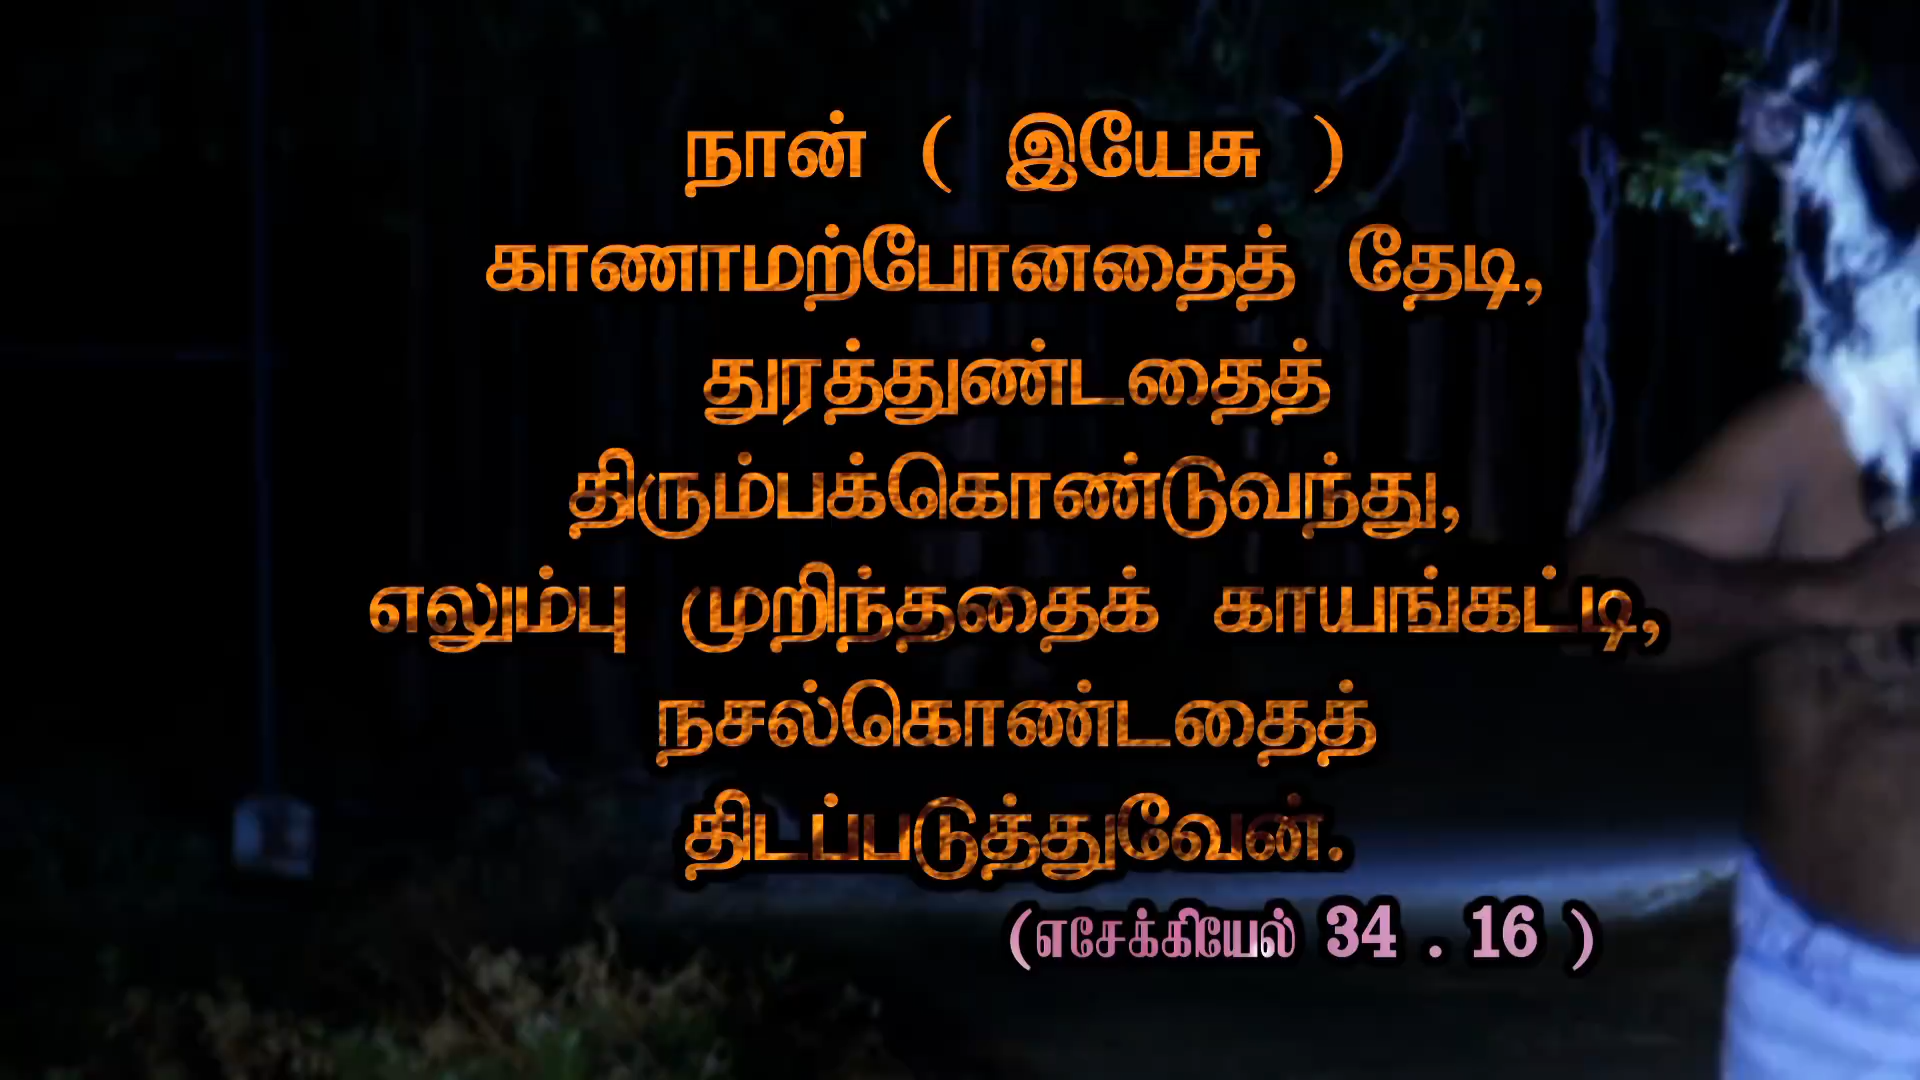 நான் ( இயேசு )
காணாமற்போனதைத் தேடி,
துரத்துண்டதைத்
திரும்பக்கொண்டுவந்து,
எலும்பு முறிந்ததைக் காயங்கட்டி,
நசல்கொண்டதைத்
திடப்படுத்துவேன்.
(எசேக்கியேல் 34 . 16 )